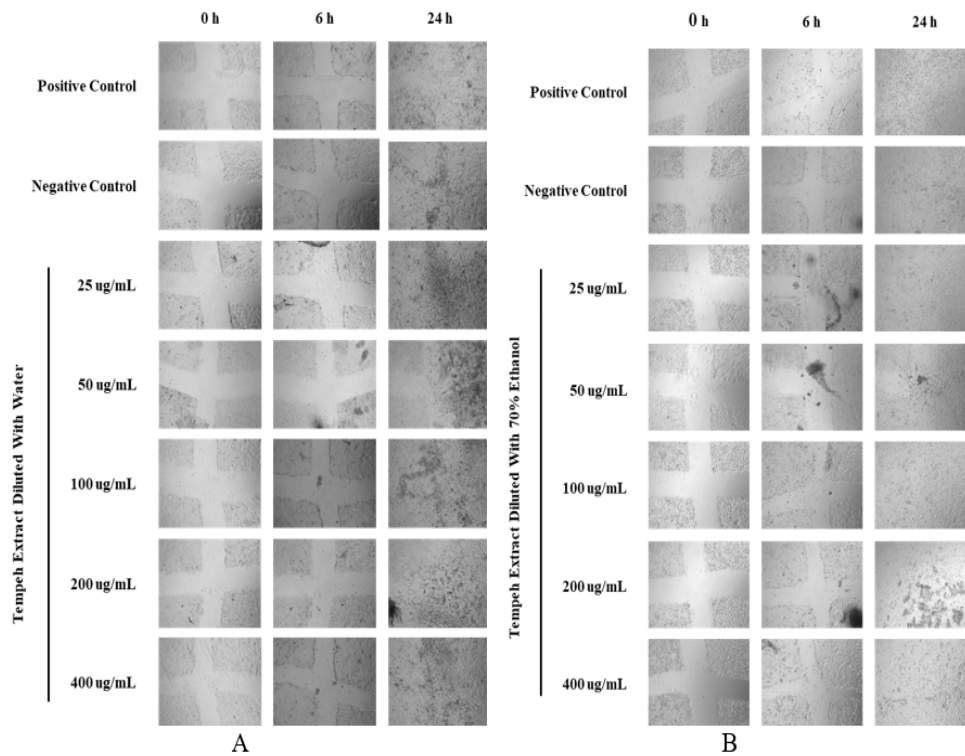 0 h 6 h 24 h
Positive Control
Negative Control
25 ug/mL
50 ug/mL
100 ug/mL
200 ug/mL
400 ug/mL
Tempeh Extract Diluted With Water
A
0 h 6 h 24 h
Positive Control
Negative Control
25 ug/mL
50 ug/mL
100 ug/mL
200 ug/mL
400 ug/mL
Tempeh Extract Diluted With 70% Ethanol
B